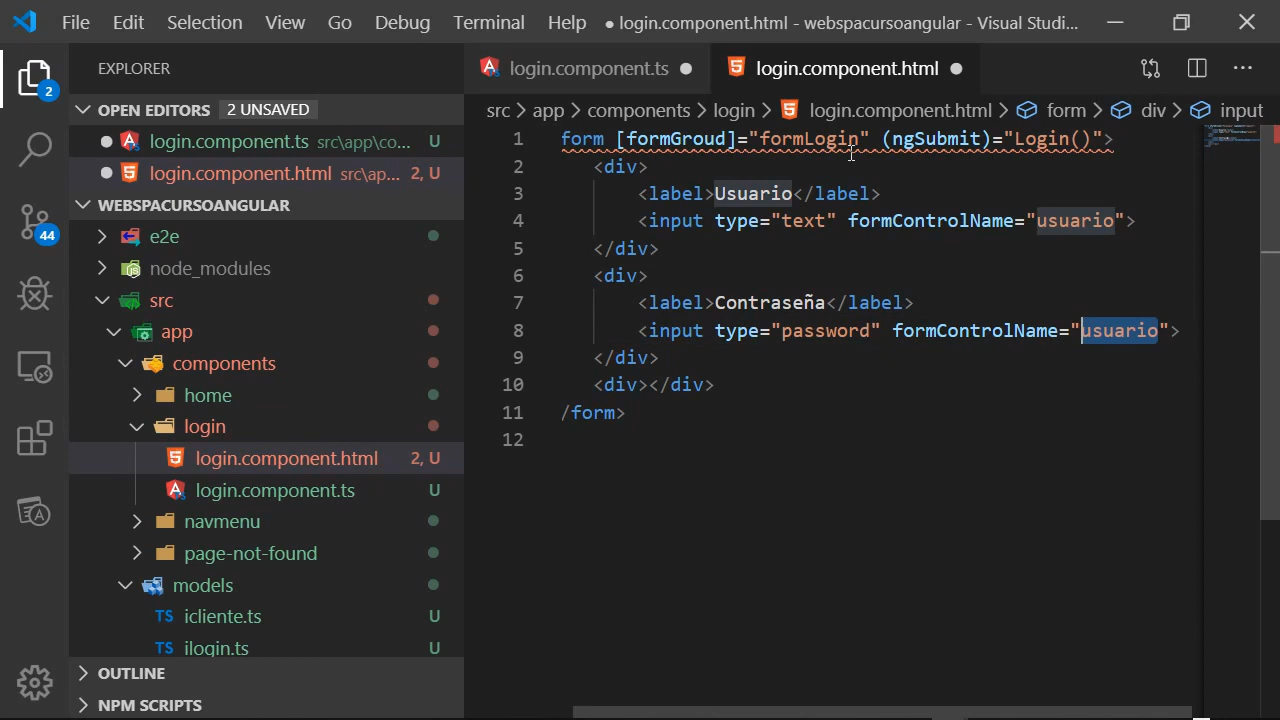 File Edit Selection View Go Debug Terminal Help ● login.component.html - webspacursoangular - Visual Studi...
EXPLORER
OPEN EDITORS 2 UNSAVED
login.component.ts src\app\co... U
login.component.html src\ap... 2, U
WEBSPACURSOANGULAR
e2e
node_modules
src
app
components
home
login
login.component.html 2, U
login.component.ts U
navmenu
page-not-found
models
TS icliente.ts U
TS ilogin.ts U
OUTLINE
NPM SCRIPTS
2
44
login.component.ts ● login.component.html ●
src > app > components > login > login.component.html > form > div > input
1 form [formGroud]="formLogin" (ngSubmit)="Login()">
2 <div>
3 <label>Usuario</label>
4 <input type="text" formControlName="usuario">
5 </div>
6 <div>
7 <label>Contraseña</label>
8 <input type="password" formControlName="usuario">
9 </div>
10 <div></div>
11 /form>
12